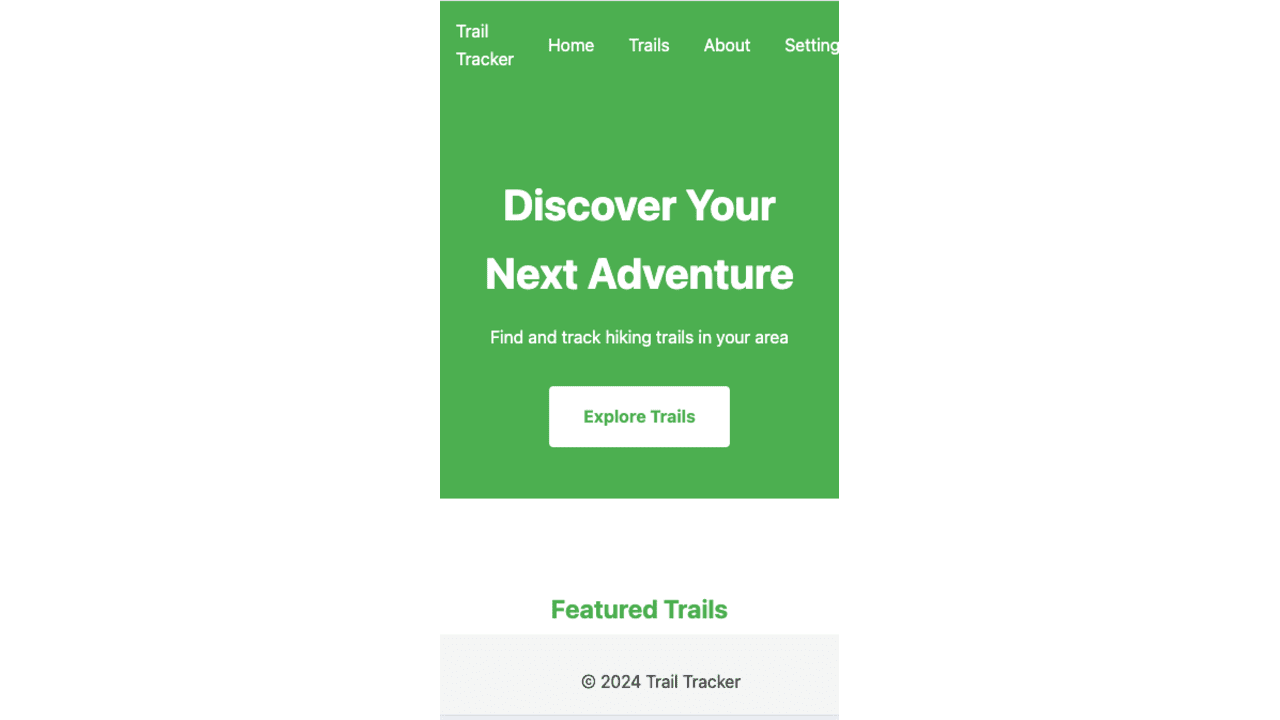 Trail
Tracker
Home
Trails
About
Setting
Discover Your
Next Adventure
Find and track hiking trails in your area
Explore Trails
Featured Trails
© 2024 Trail Tracker